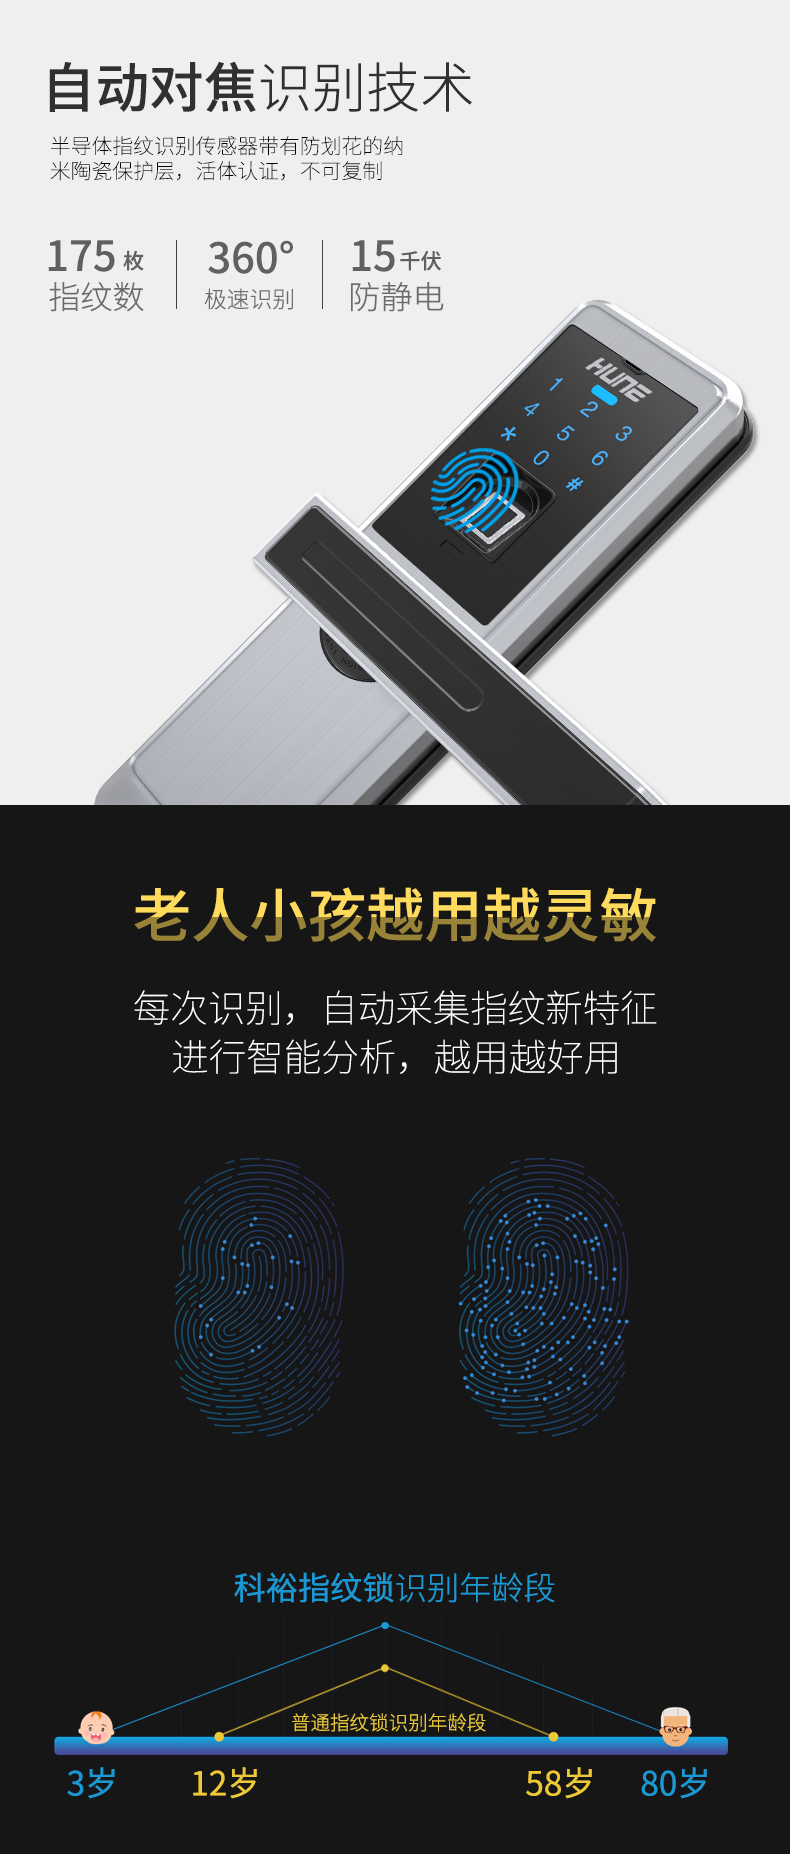 自动对焦识别技术
半导体指纹识别传感器带有防划花的纳
米陶瓷保护层，活体认证，不可复制
175枚 360° 15千伏
指纹数 极速识别 防静电
HUNE
1 2 3
4 5 6
* 0 #
老人小孩越用越灵敏
每次识别，自动采集指纹新特征
进行智能分析，越用越好用
科裕指纹锁识别年龄段
普通指纹锁识别年龄段
3岁 12岁 58岁 80岁